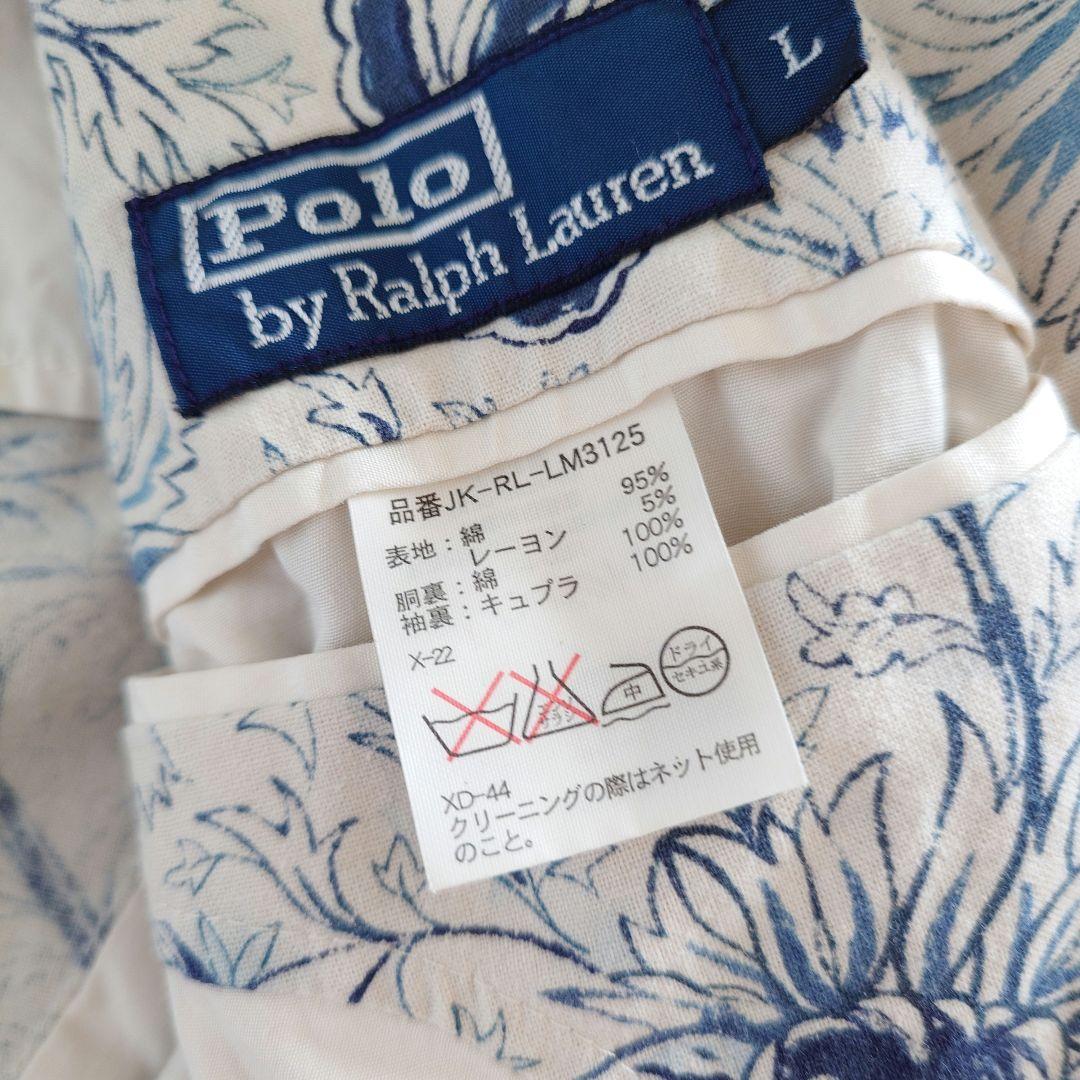 Polo
by Ralph Lauren
L
品番JK-RL-LM3125
表地：綿 95%
レーヨン 5%
胴裏：綿 100%
袖裏：キュプラ 100%
X-22
中
ドライ
セキユ系
XD-44
クリーニングの際はネット使用
のこと。